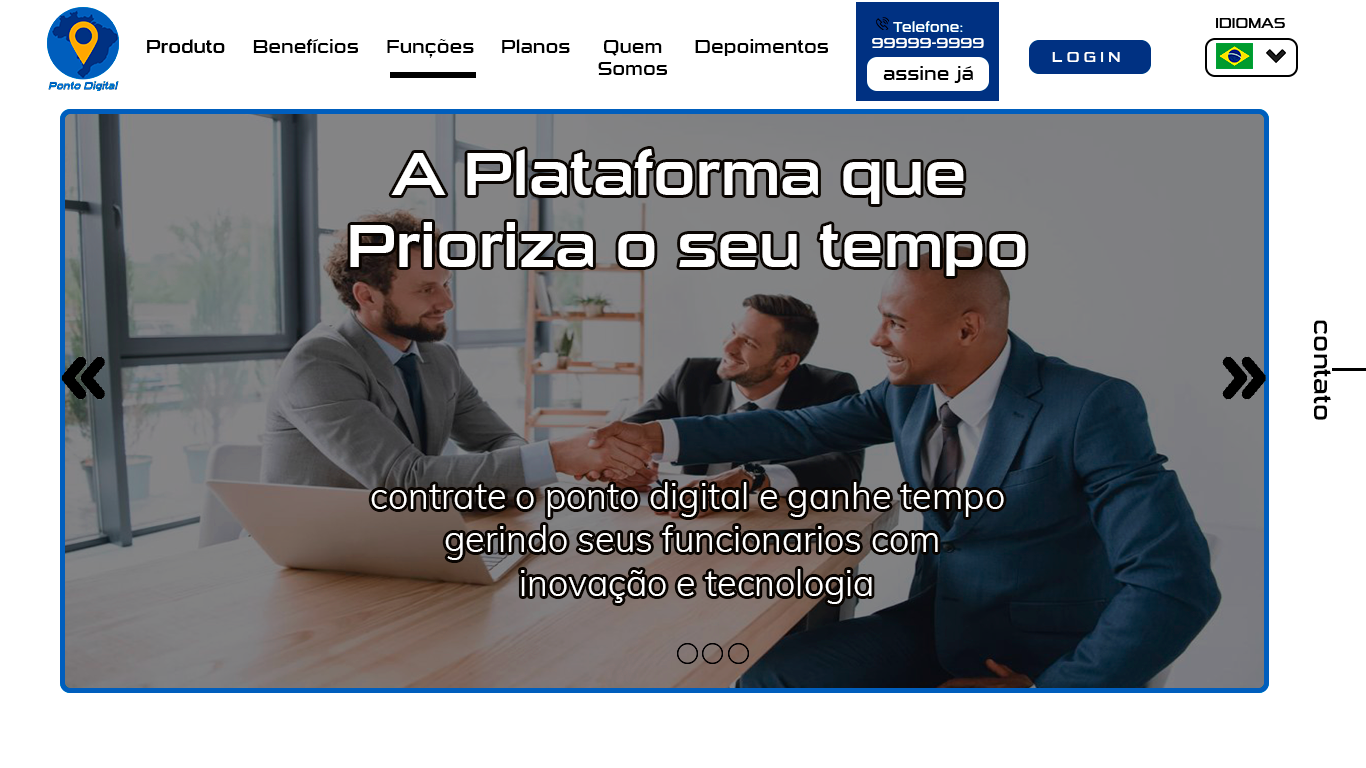 Ponto Digital
Produto
Benefícios
Funções
Planos
Quem
Somos
Depoimentos
Telefone:
99999-9999
assine já
LOGIN
IDIOMAS
A Plataforma que
Prioriza o seu tempo
contrate o ponto digital e ganhe tempo
gerindo seus funcionarios com
inovação e tecnologia
contato